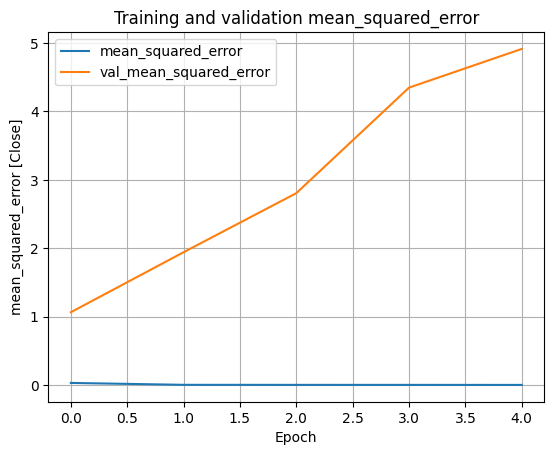 Training and validation mean_squared_error
mean_squared_error
val_mean_squared_error
mean_squared_error [Close]
5
4
3
2
1
0
0.0 0.5 1.0 1.5 2.0 2.5 3.0 3.5 4.0
Epoch